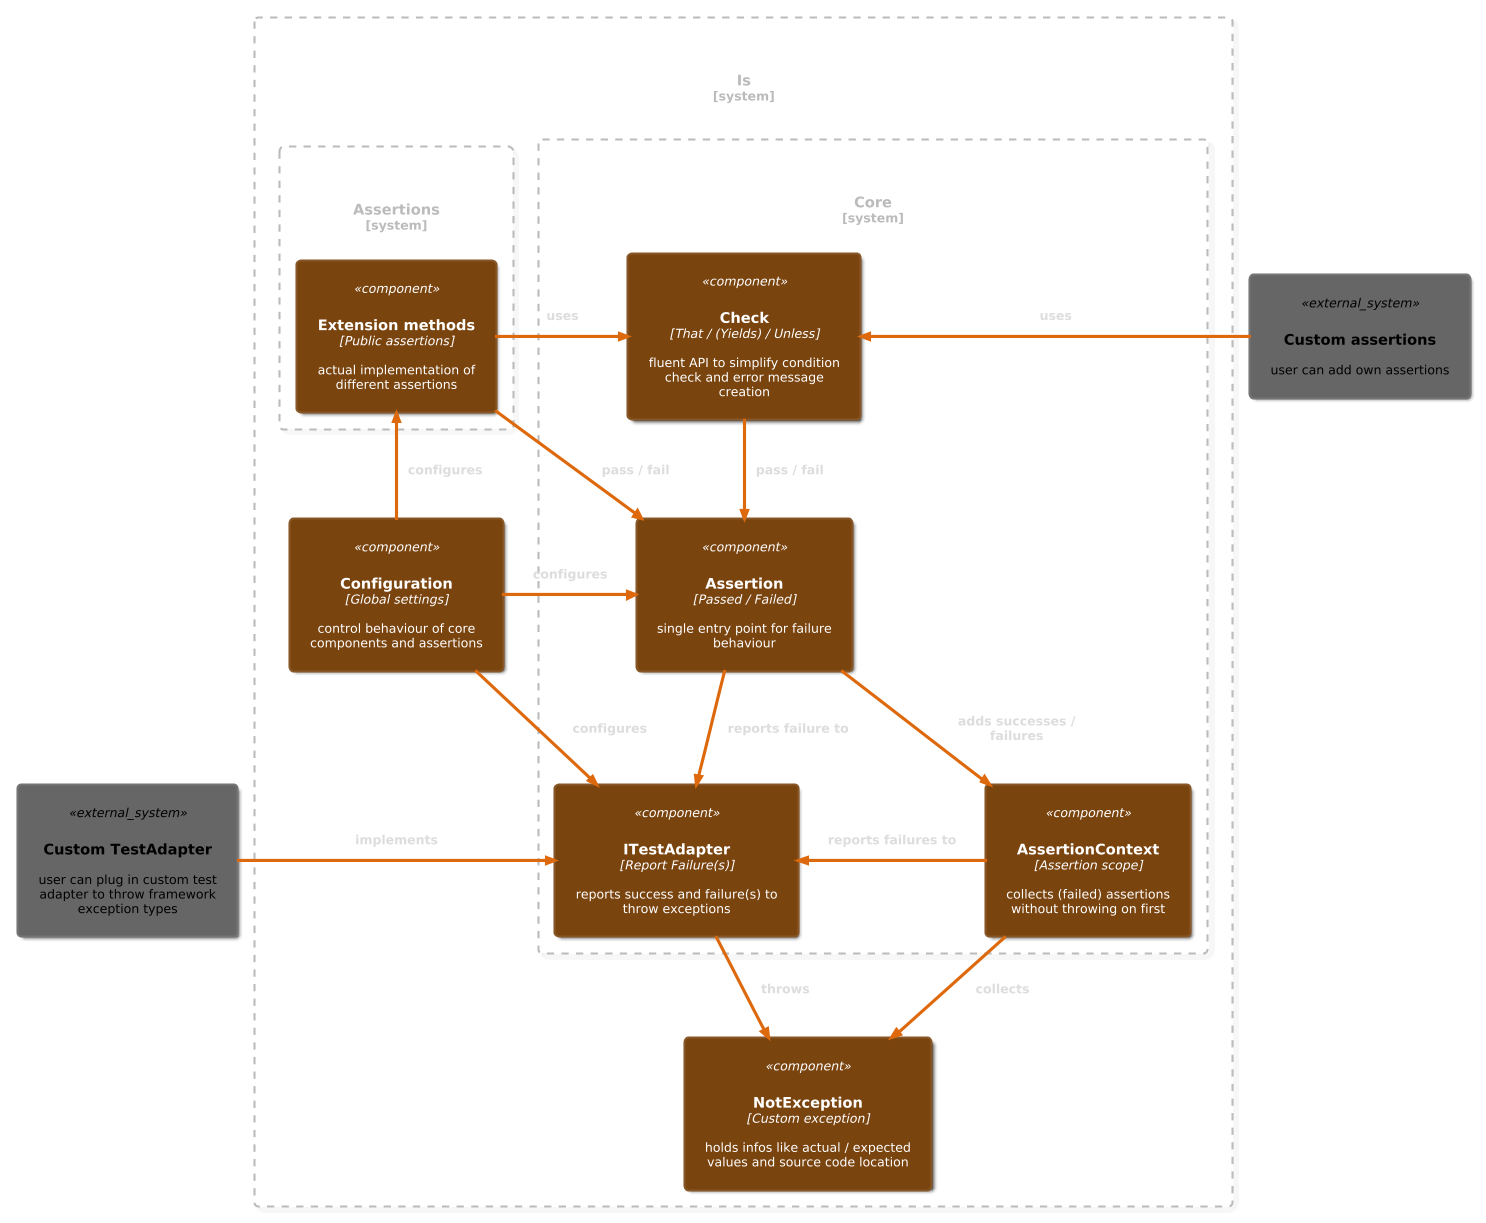 Is
[system]
Assertions
[system]
Core
[system]
«component»
Extension methods
[Public assertions]
actual implementation of
different assertions
uses
«component»
Check
[That / (Yields) / Unless]
fluent API to simplify condition
check and error message
creation
uses
«external_system»
Custom assertions
user can add own assertions
configures
pass / fail
pass / fail
«component»
Configuration
[Global settings]
control behaviour of core
components and assertions
configures
«component»
Assertion
[Passed / Failed]
single entry point for failure
behaviour
configures
reports failure to
adds successes /
failures
«external_system»
Custom TestAdapter
user can plug in custom test
adapter to throw framework
exception types
implements
«component»
ITestAdapter
[Report Failure(s)]
reports success and failure(s) to
throw exceptions
reports failures to
«component»
AssertionContext
[Assertion scope]
collects (failed) assertions
without throwing on first
throws
collects
«component»
NotException
[Custom exception]
holds infos like actual / expected
values and source code location